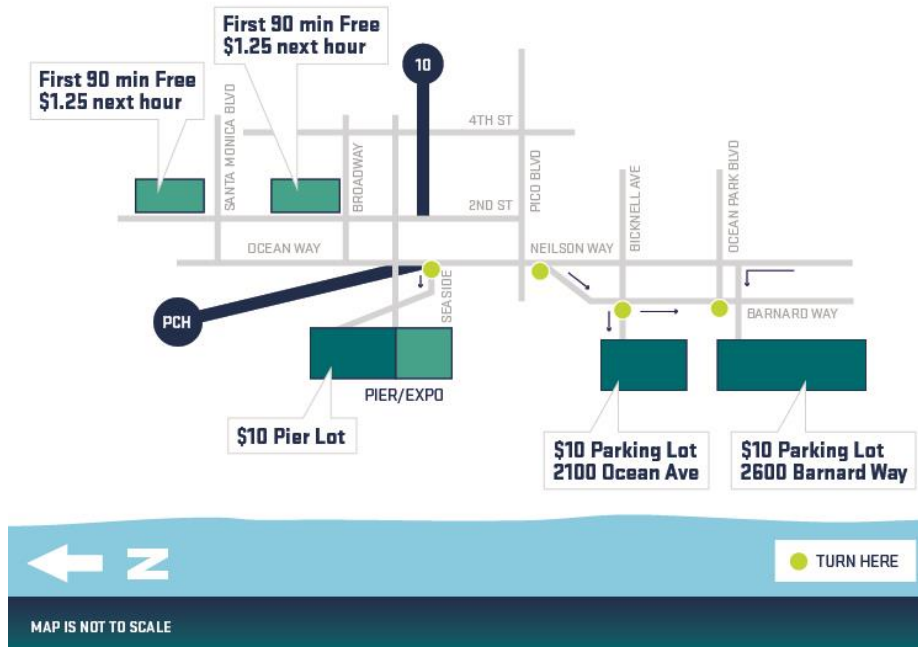 First 90 min Free
$1.25 next hour
First 90 min Free
$1.25 next hour
10
SANTA MONICA BLVD
BROADWAY
4TH ST
PICO BLVD
2ND ST
BICKNELL AVE
OCEAN PARK BLVD
OCEAN WAY
NEILSON WAY
SEASIDE
PCH
BARNARD WAY
PIER/EXPO
$10 Pier Lot
$10 Parking Lot
2100 Ocean Ave
$10 Parking Lot
2600 Barnard Way
N
TURN HERE
MAP IS NOT TO SCALE